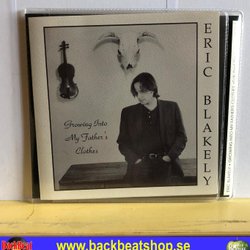 ERIC BLAKELY
Growing Into
My Father's
Clothes
www.backbeatshop.se